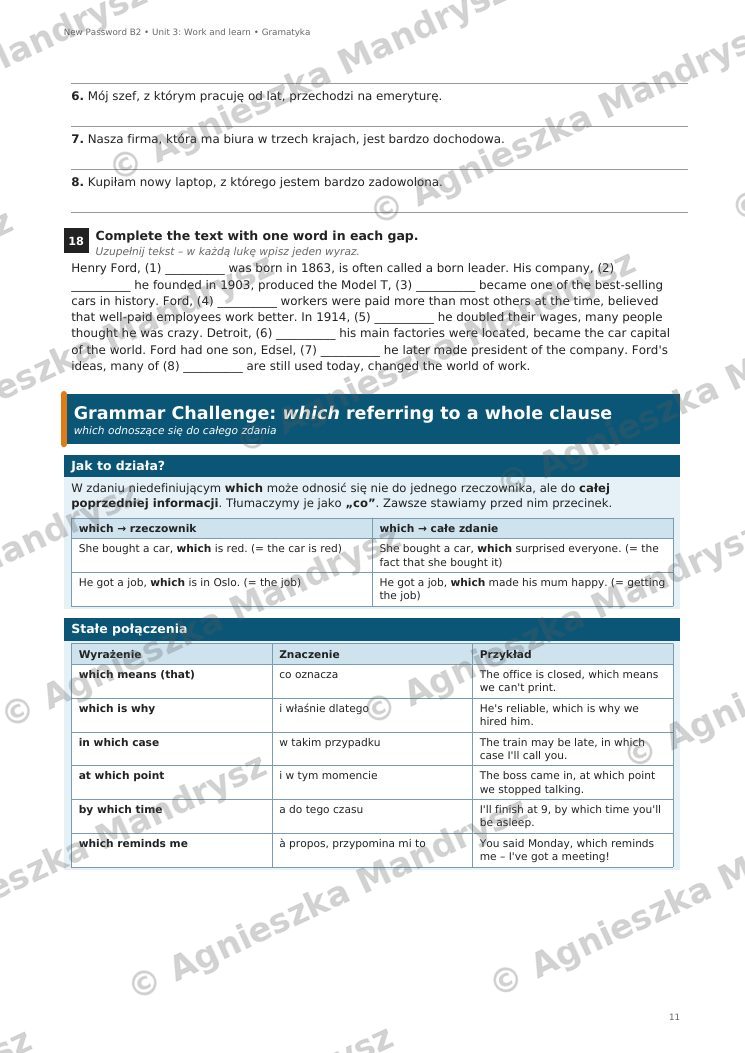 New Password B2 • Unit 3: Work and learn • Gramatyka
6. Mój szef, z którym pracuję od lat, przechodzi na emeryturę.
7. Nasza firma, która ma biura w trzech krajach, jest bardzo dochodowa.
8. Kupiłam nowy laptop, z którego jestem bardzo zadowolona.
18 Complete the text with one word in each gap.
Uzupełnij tekst – w każdą lukę wpisz jeden wyraz.
Henry Ford, (1) __________ was born in 1863, is often called a born leader. His company, (2)
__________ he founded in 1903, produced the Model T, (3) __________ became one of the best-selling
cars in history. Ford, (4) __________ workers were paid more than most others at the time, believed
that well-paid employees work better. In 1914, (5) __________ he doubled their wages, many people
thought he was crazy. Detroit, (6) __________ his main factories were located, became the car capital
of the world. Ford had one son, Edsel, (7) __________ he later made president of the company. Ford's
ideas, many of (8) __________ are still used today, changed the world of work.
Grammar Challenge: which referring to a whole clause
which odnoszące się do całego zdania
Jak to działa?
W zdaniu niedefiniującym which może odnosić się nie do jednego rzeczownika, ale do całej
poprzedniej informacji. Tłumaczymy je jako „co”. Zawsze stawiamy przed nim przecinek.
which → rzeczownik
which → całe zdanie
She bought a car, which is red. (= the car is red)
She bought a car, which surprised everyone. (= the
fact that she bought it)
He got a job, which is in Oslo. (= the job)
He got a job, which made his mum happy. (= getting
the job)
Stałe połączenia
Wyrażenie
Znaczenie
Przykład
which means (that)
co oznacza
The office is closed, which means
we can't print.
which is why
i właśnie dlatego
He's reliable, which is why we
hired him.
in which case
w takim przypadku
The train may be late, in which
case I'll call you.
at which point
i w tym momencie
The boss came in, at which point
we stopped talking.
by which time
a do tego czasu
I'll finish at 9, by which time you'll
be asleep.
which reminds me
à propos, przypomina mi to
You said Monday, which reminds
me – I've got a meeting!
11
© Agnieszka Mandrysz